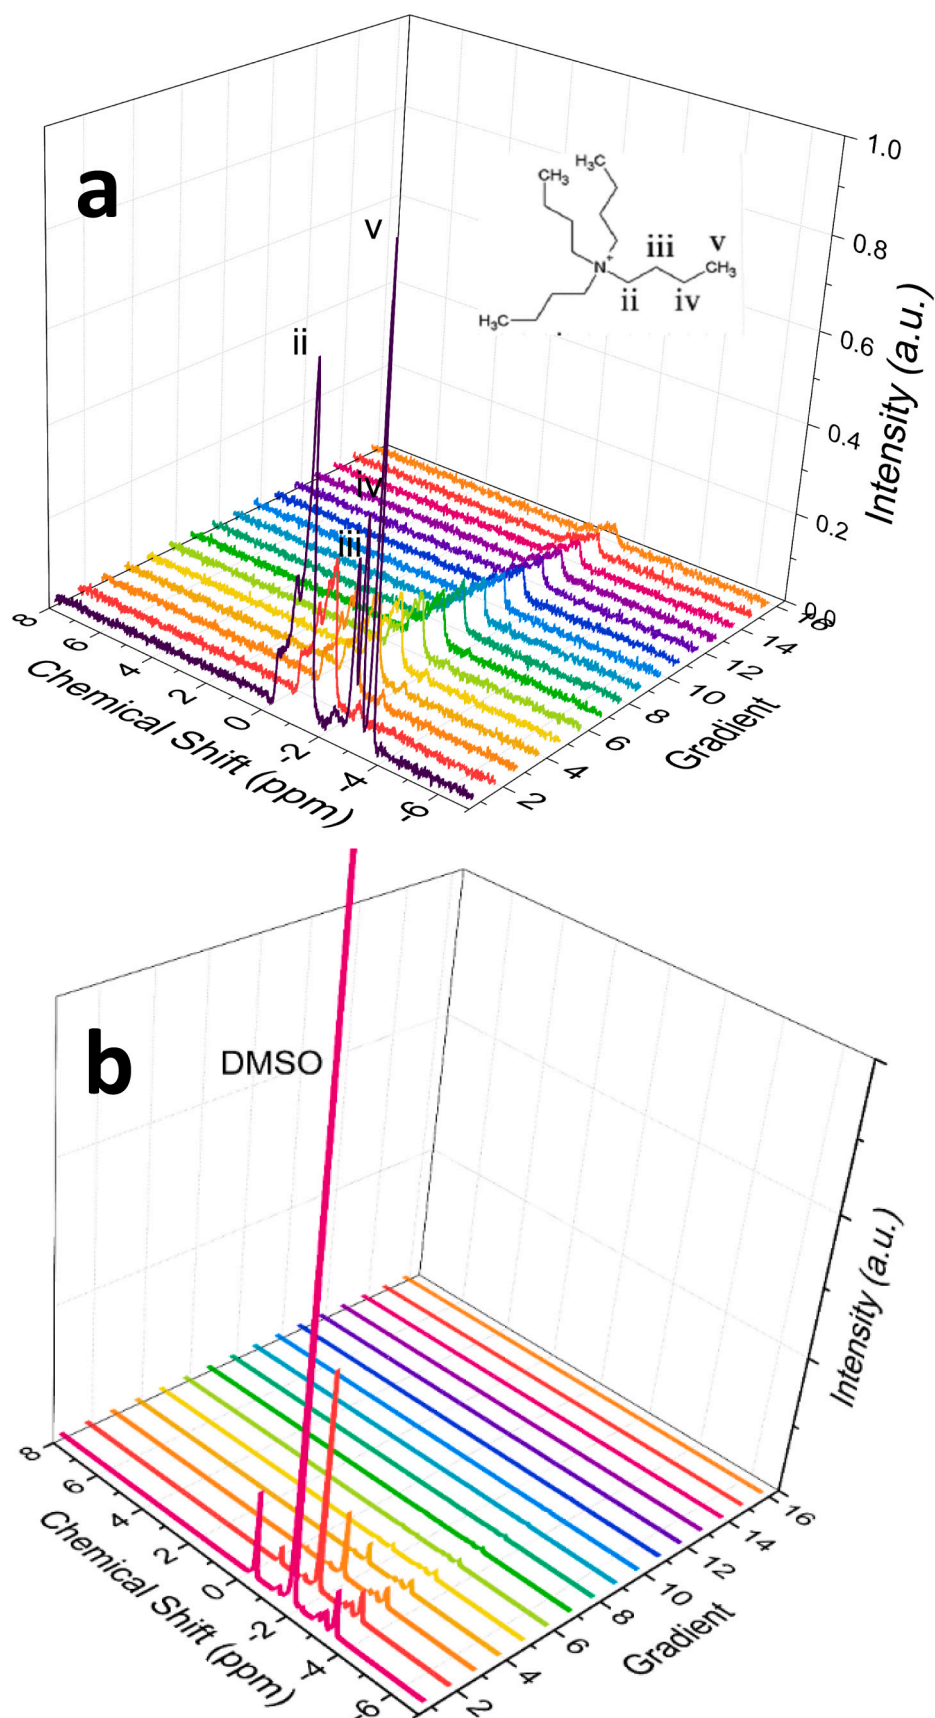 a
1.0
0.8
0.6
0.4
0.2
0.0
Intensity (a.u.)
H₃C
CH₃
N⁺
iii
v
CH₃
ii
iv
H₃C
v
ii
iv
iii
8
6
4
2
0
-2
-4
-6
Chemical Shift (ppm)
2
4
6
8
10
12
14
16
Gradient
b
DMSO
Intensity (a.u.)
8
6
4
2
0
-2
-4
-6
Chemical Shift (ppm)
2
4
6
8
10
12
14
16
Gradient